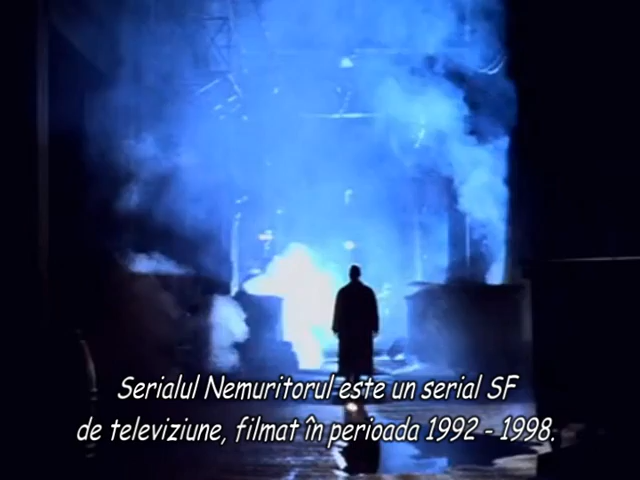 Serialul Nemuritorul este un serial SF
de televiziune, filmat în perioada 1992 - 1998.